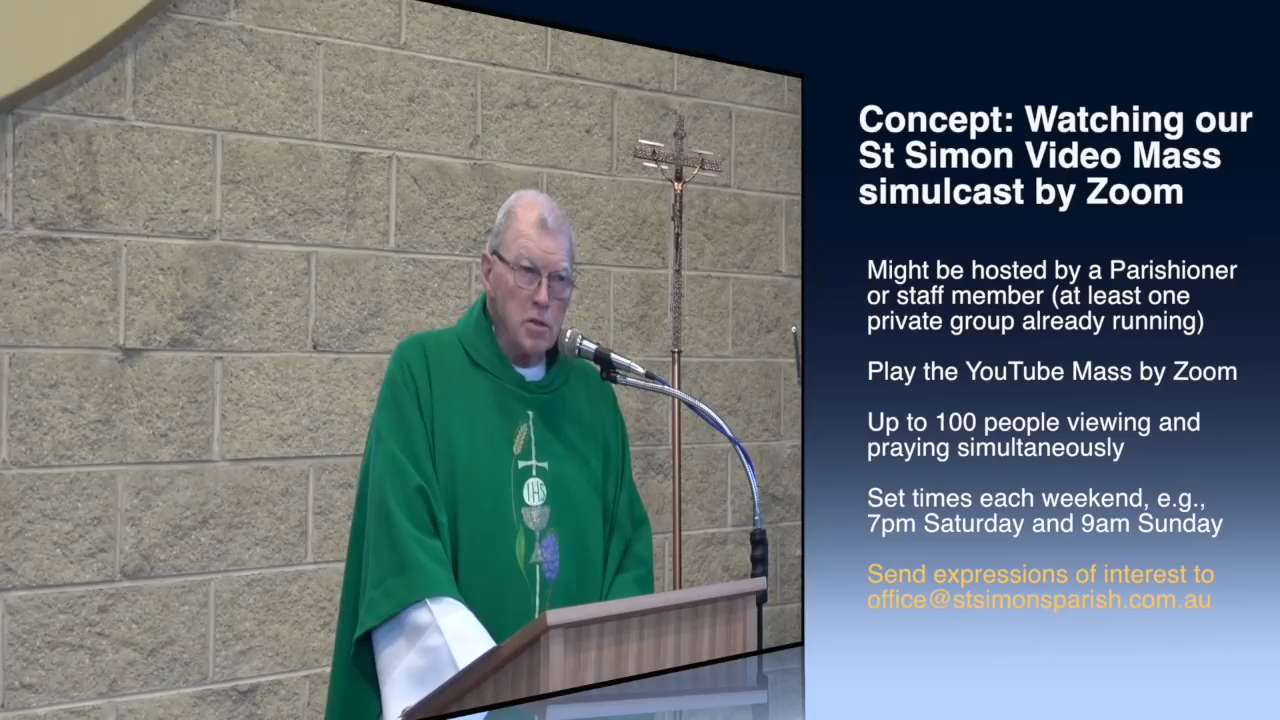 Concept: Watching our
St Simon Video Mass
simulcast by Zoom
Might be hosted by a Parishioner
or staff member (at least one
private group already running)
Play the YouTube Mass by Zoom
Up to 100 people viewing and
praying simultaneously
Set times each weekend, e.g.,
7pm Saturday and 9am Sunday
Send expressions of interest to
office@stsimonsparish.com.au
IHS